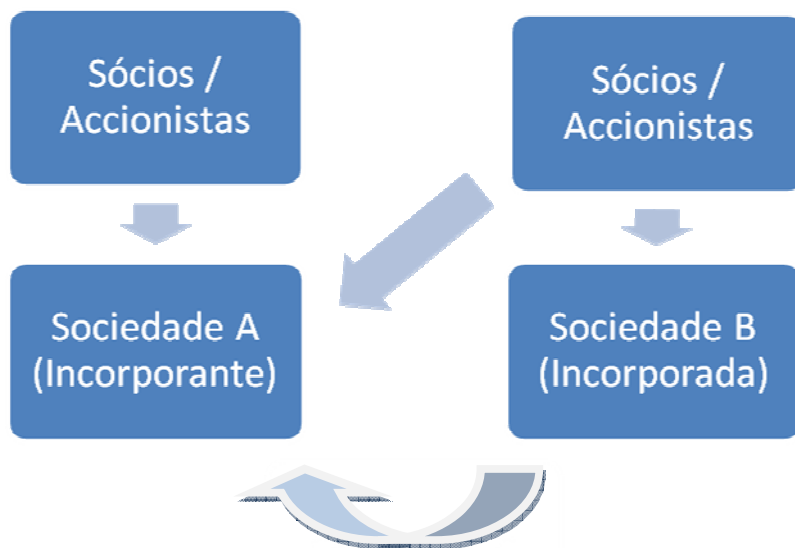 Sócios /
Accionistas
Sócios /
Accionistas
Sociedade A
(Incorporante)
Sociedade B
(Incorporada)